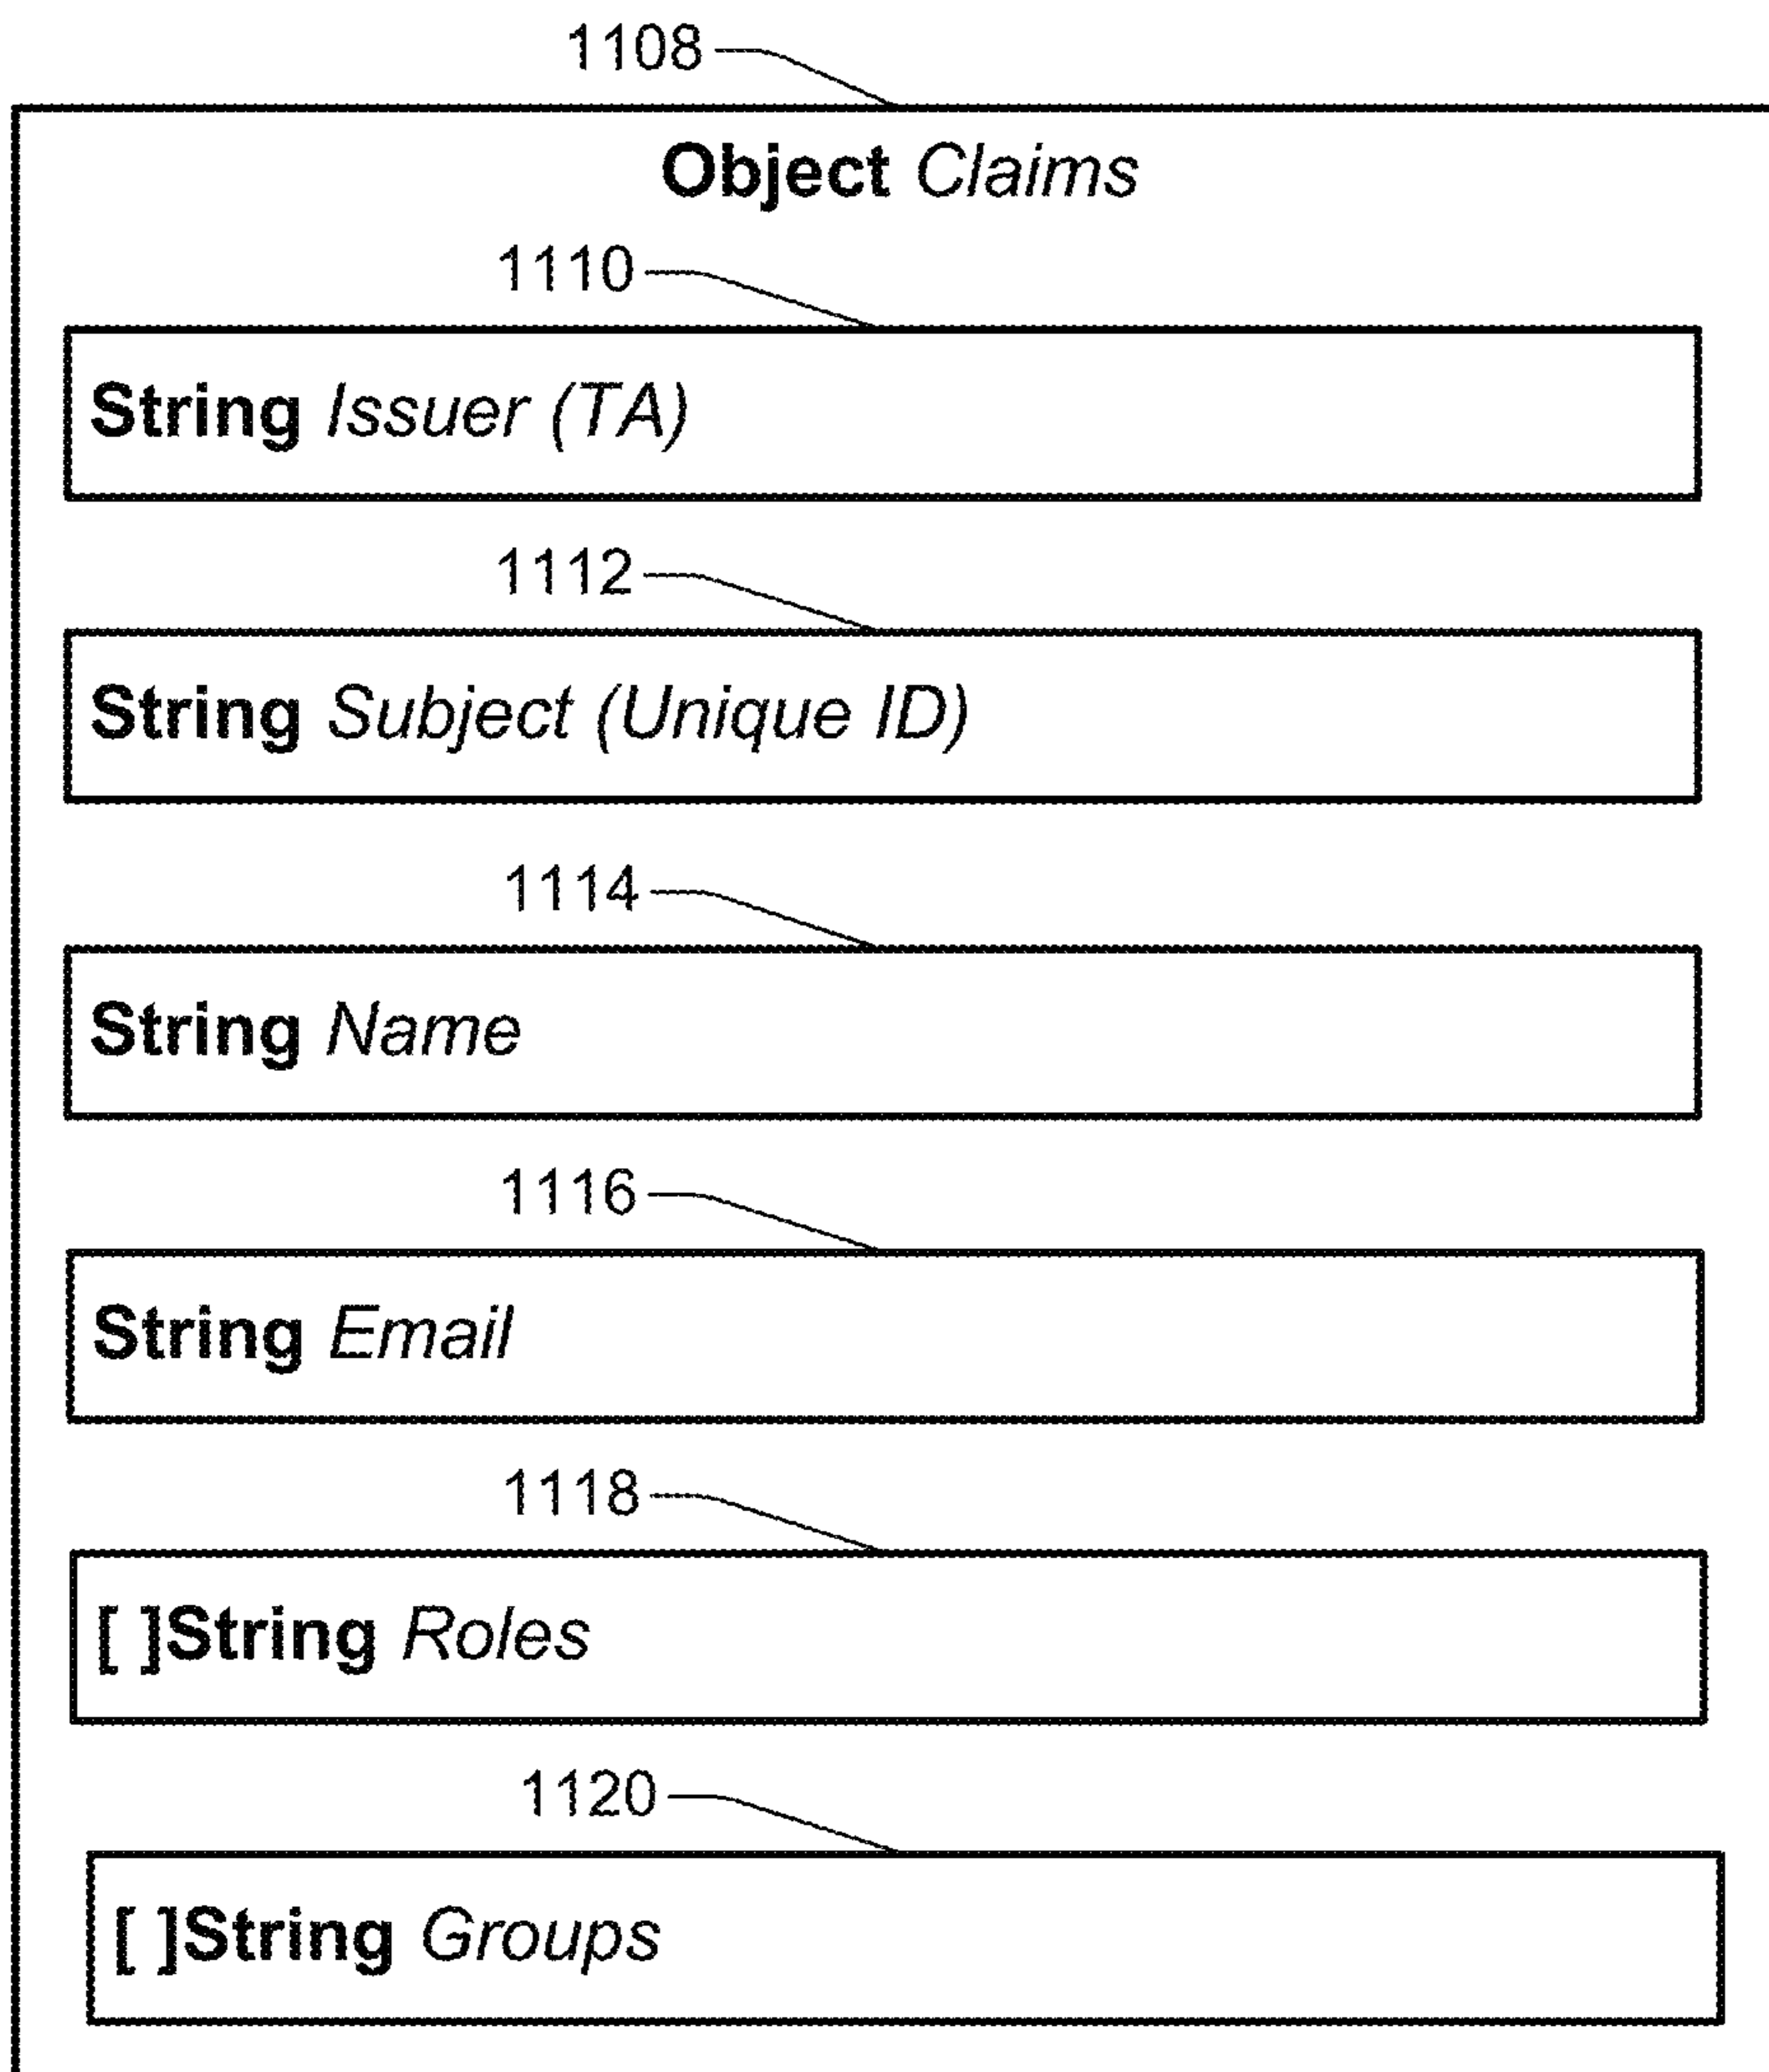 1108
Object Claims
1110
String Issuer (TA)
1112
String Subject (Unique ID)
1114
String Name
1116
String Email
1118
[ ]String Roles
1120
[ ]String Groups